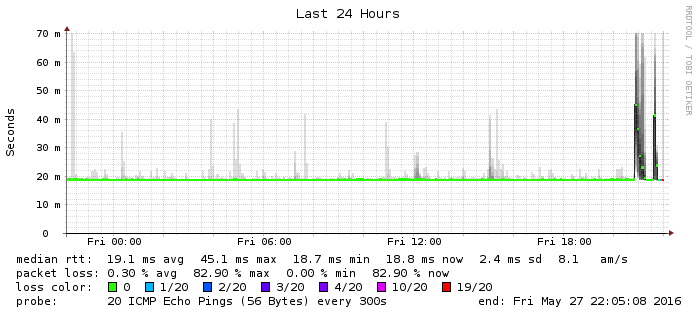 Last 24 Hours
RRDTOOL / TOBI OETIKER
Seconds
70 m
60 m
50 m
40 m
30 m
20 m
10 m
0
Fri 00:00 Fri 06:00 Fri 12:00 Fri 18:00
median rtt: 19.1 ms avg 45.1 ms max 18.7 ms min 18.8 ms now 2.4 ms sd 8.1 am/s
packet loss: 0.30 % avg 82.90 % max 0.00 % min 82.90 % now
loss color: 0 1/20 2/20 3/20 4/20 10/20 19/20
probe: 20 ICMP Echo Pings (56 Bytes) every 300s end: Fri May 27 22:05:08 2016